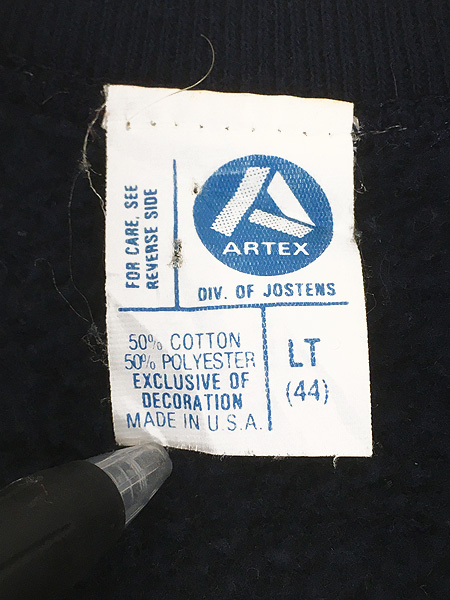 FOR CARE, SEE
REVERSE SIDE
ARTEX
DIV. OF JOSTENS
50% COTTON
50% POLYESTER
EXCLUSIVE OF
DECORATION
MADE IN U.S.A.
LT
(44)